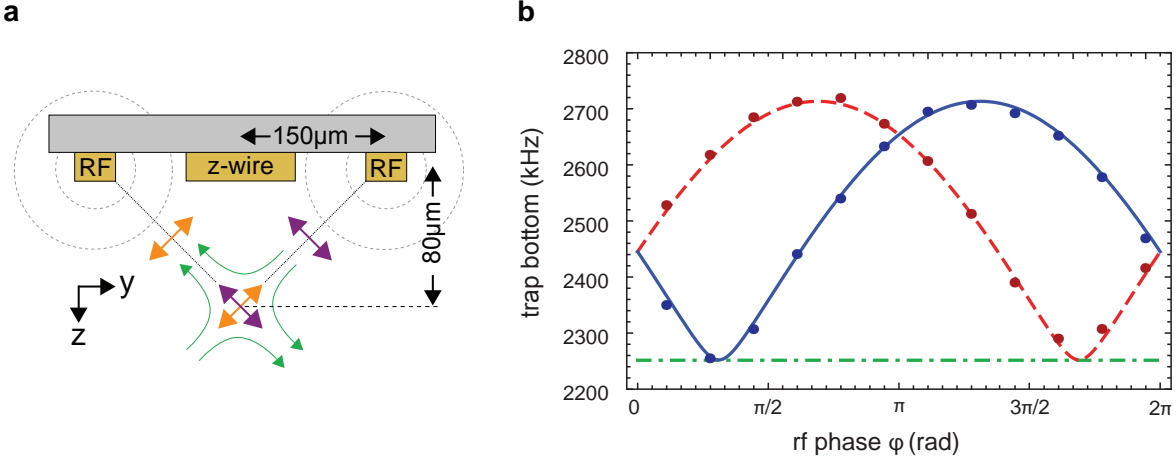 a
150μm
RF
z-wire
RF
80μm
y
z
b
trap bottom (kHz)
2800
2700
2600
2500
2400
2300
2200
0
π/2
π
3π/2
2π
rf phase φ (rad)